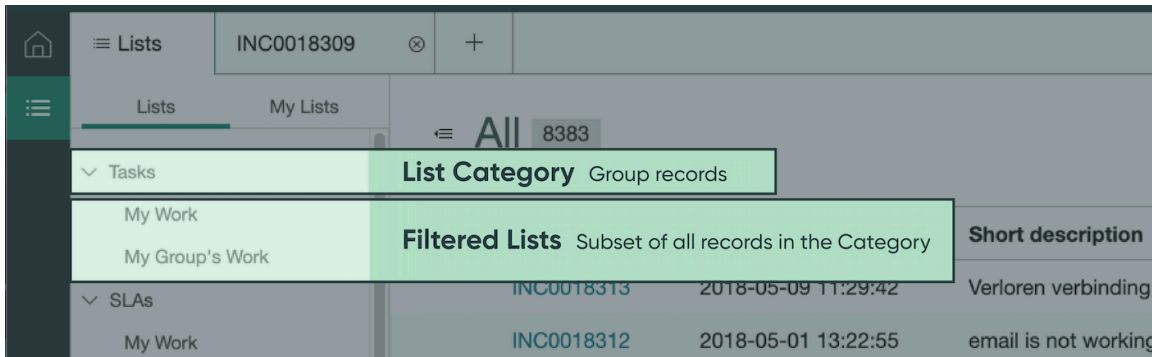 Lists
INC0018309
Lists
My Lists
All 8383
Tasks
List Category Group records
My Work
Filtered Lists Subset of all records in the Category
Short description
My Group's Work
INC0018313 2018-05-09 11:29:42 Verloren verbinding
SLAs
My Work
INC0018312 2018-05-01 13:22:55 email is not working